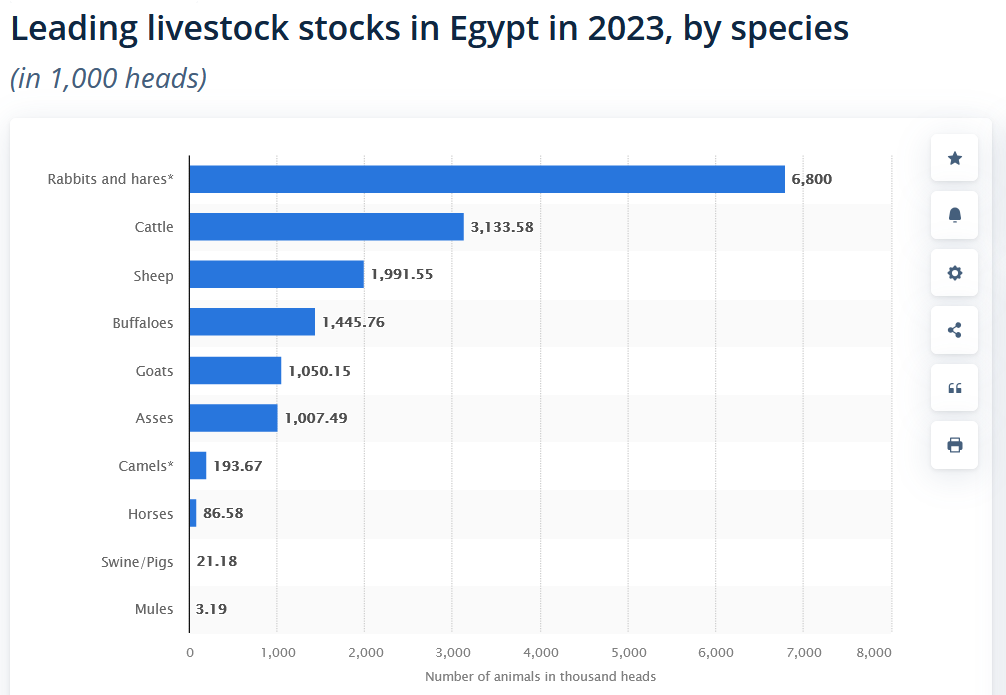 Leading livestock stocks in Egypt in 2023, by species
(in 1,000 heads)
Rabbits and hares* 6,800
Cattle 3,133.58
Sheep 1,991.55
Buffaloes 1,445.76
Goats 1,050.15
Asses 1,007.49
Camels* 193.67
Horses 86.58
Swine/Pigs 21.18
Mules 3.19
0 1,000 2,000 3,000 4,000 5,000 6,000 7,000 8,000
Number of animals in thousand heads